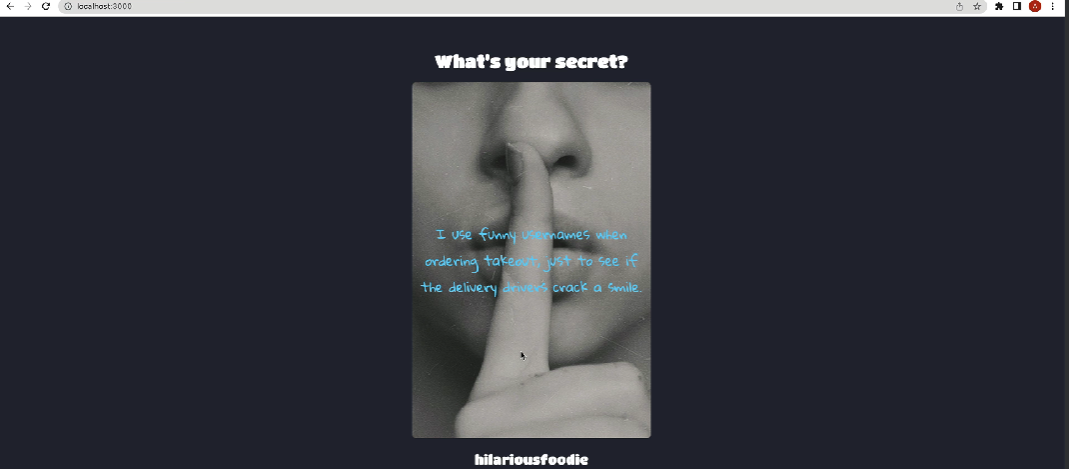 localhost:3000
A
What's your secret?
I use funny usernames when
ordering takeout, just to see if
the delivery drivers crack a smile.
hilariousfoodie